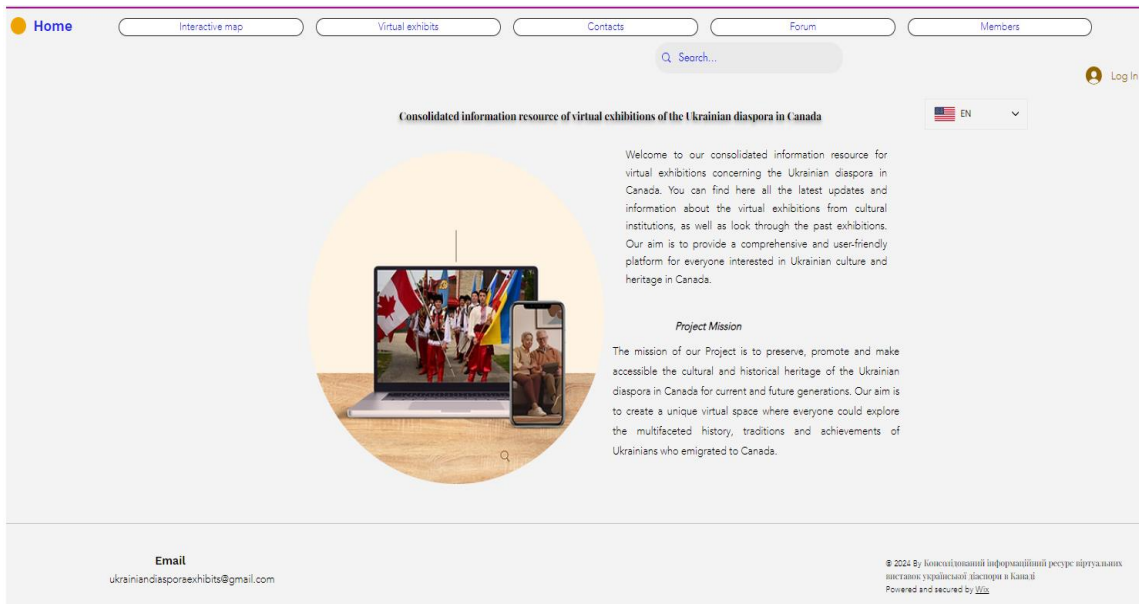 Home
Interactive map
Virtual exhibits
Contacts
Forum
Members
Search...
Log In
EN
Consolidated information resource of virtual exhibitions of the Ukrainian diaspora in Canada
Welcome to our consolidated information resource for
virtual exhibitions concerning the Ukrainian diaspora in
Canada. You can find here all the latest updates and
information about the virtual exhibitions from cultural
institutions, as well as look through the past exhibitions.
Our aim is to provide a comprehensive and user-friendly
platform for everyone interested in Ukrainian culture and
heritage in Canada.
Project Mission
The mission of our Project is to preserve, promote and make
accessible the cultural and historical heritage of the Ukrainian
diaspora in Canada for current and future generations. Our aim is
to create a unique virtual space where everyone could explore
the multifaceted history, traditions and achievements of
Ukrainians who emigrated to Canada.
Email
ukrainiandiasporaexhibits@gmail.com
© 2024 By Консолідований інформаційний ресурс віртуальних
виставок української діаспори в Канаді
Powered and secured by Wix